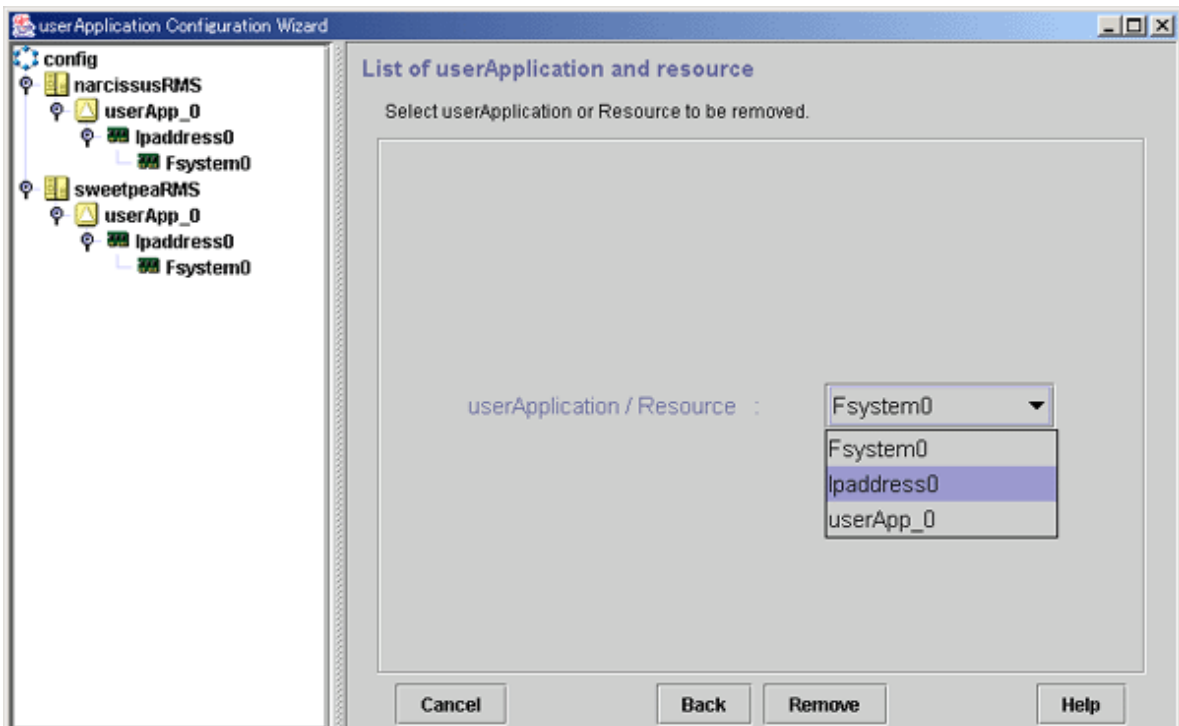 userApplication Configuration Wizard
config
narcissusRMS
userApp_0
Ipaddress0
Fsystem0
sweetpeaRMS
userApp_0
Ipaddress0
Fsystem0
List of userApplication and resource
Select userApplication or Resource to be removed.
userApplication / Resource :
Fsystem0
Fsystem0
Ipaddress0
userApp_0
Cancel
Back
Remove
Help